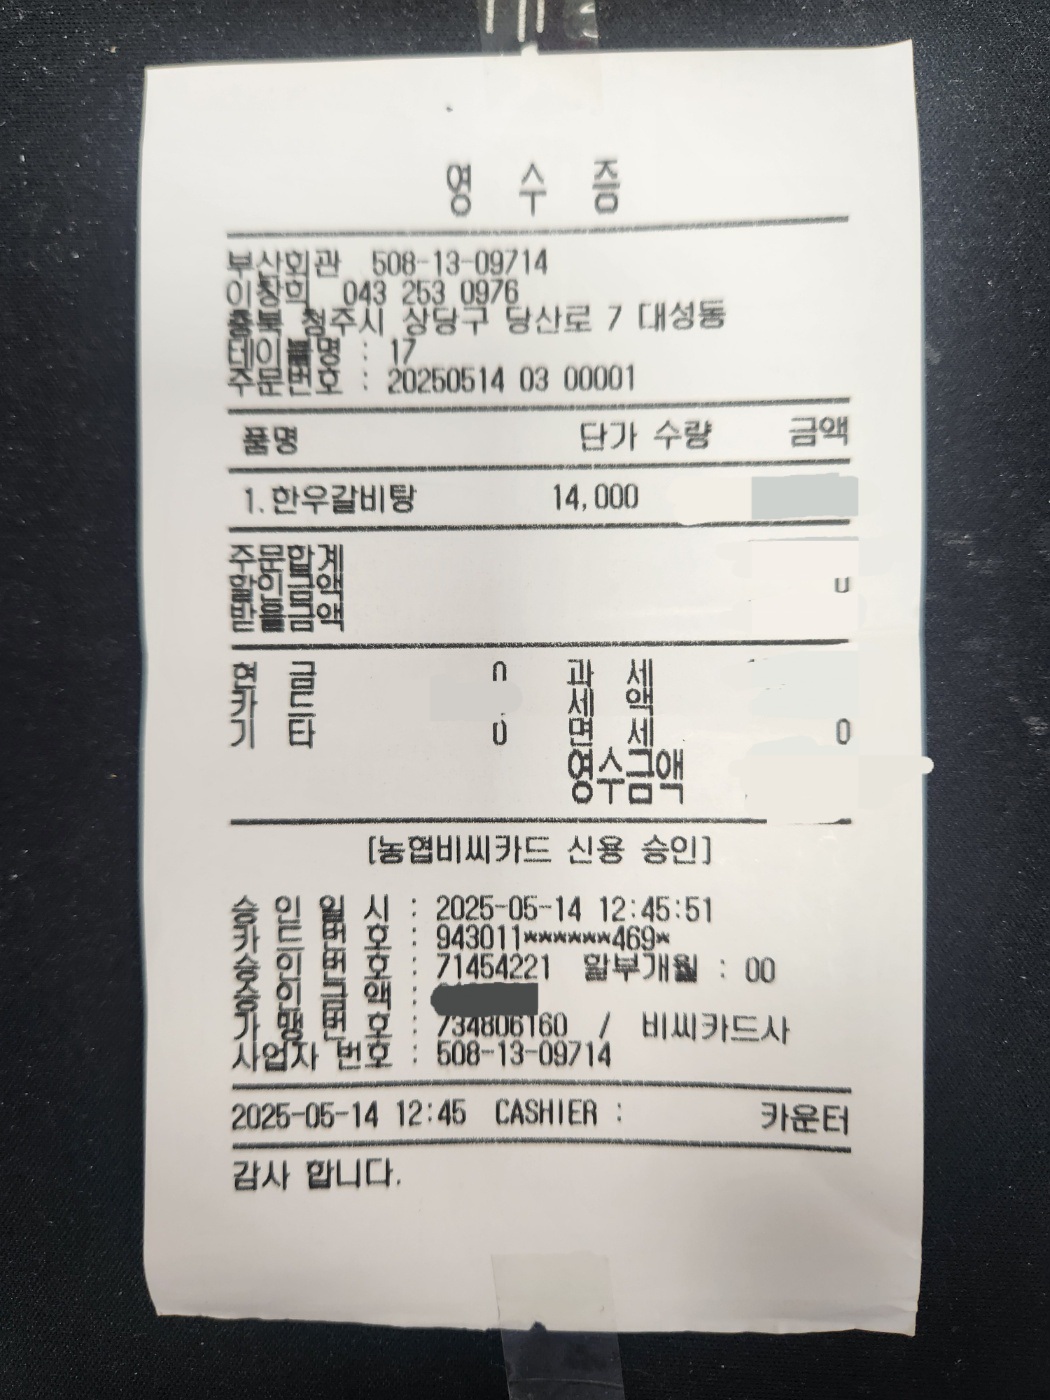 영 수 증
부산회관 508-13-09714
이창희 043 253 0976
충북 청주시 상당구 당산로 7 대성동
테이블명 : 17
주문번호 : 20250514 03 00001
품명 단가 수량 금액
1.한우갈비탕 14,000
주문합계
할인금액 0
받을금액
현 금 0 과 세
카 드 세 액
기 타 0 면 세 0
영수금액
[농협비씨카드 신용 승인]
승 인 일 시 : 2025-05-14 12:45:51
카 드 번 호 : 943011******469*
승 인 번 호 : 71454221 할부개월 : 00
승 인 금 액 :
가 맹 번 호 : 734806160 / 비씨카드사
사업자 번호 : 508-13-09714
2025-05-14 12:45 CASHIER : 카운터
감사 합니다.